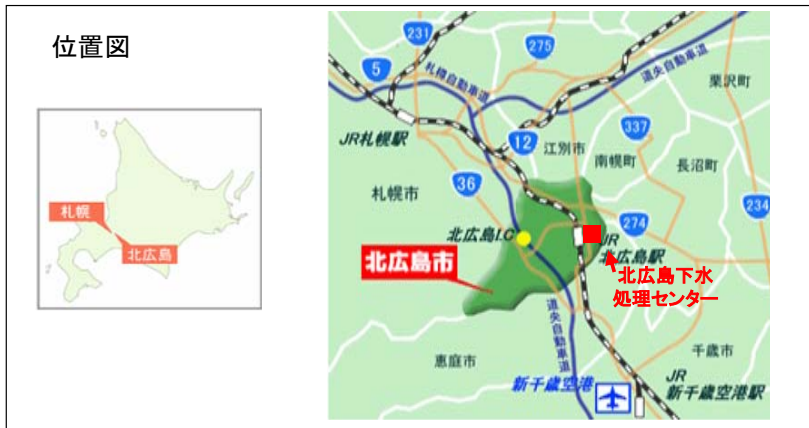 位置図
札幌
北広島
231
275
5
札樽自動車道
道央自動車道
栗沢町
JR札幌駅
12
337
江別市
南幌町
長沼町
札幌市
36
234
274
北広島I.C
JR
北広島駅
北広島市
北広島下水
処理センター
道央自動車道
恵庭市
千歳市
新千歳空港
JR
新千歳空港駅